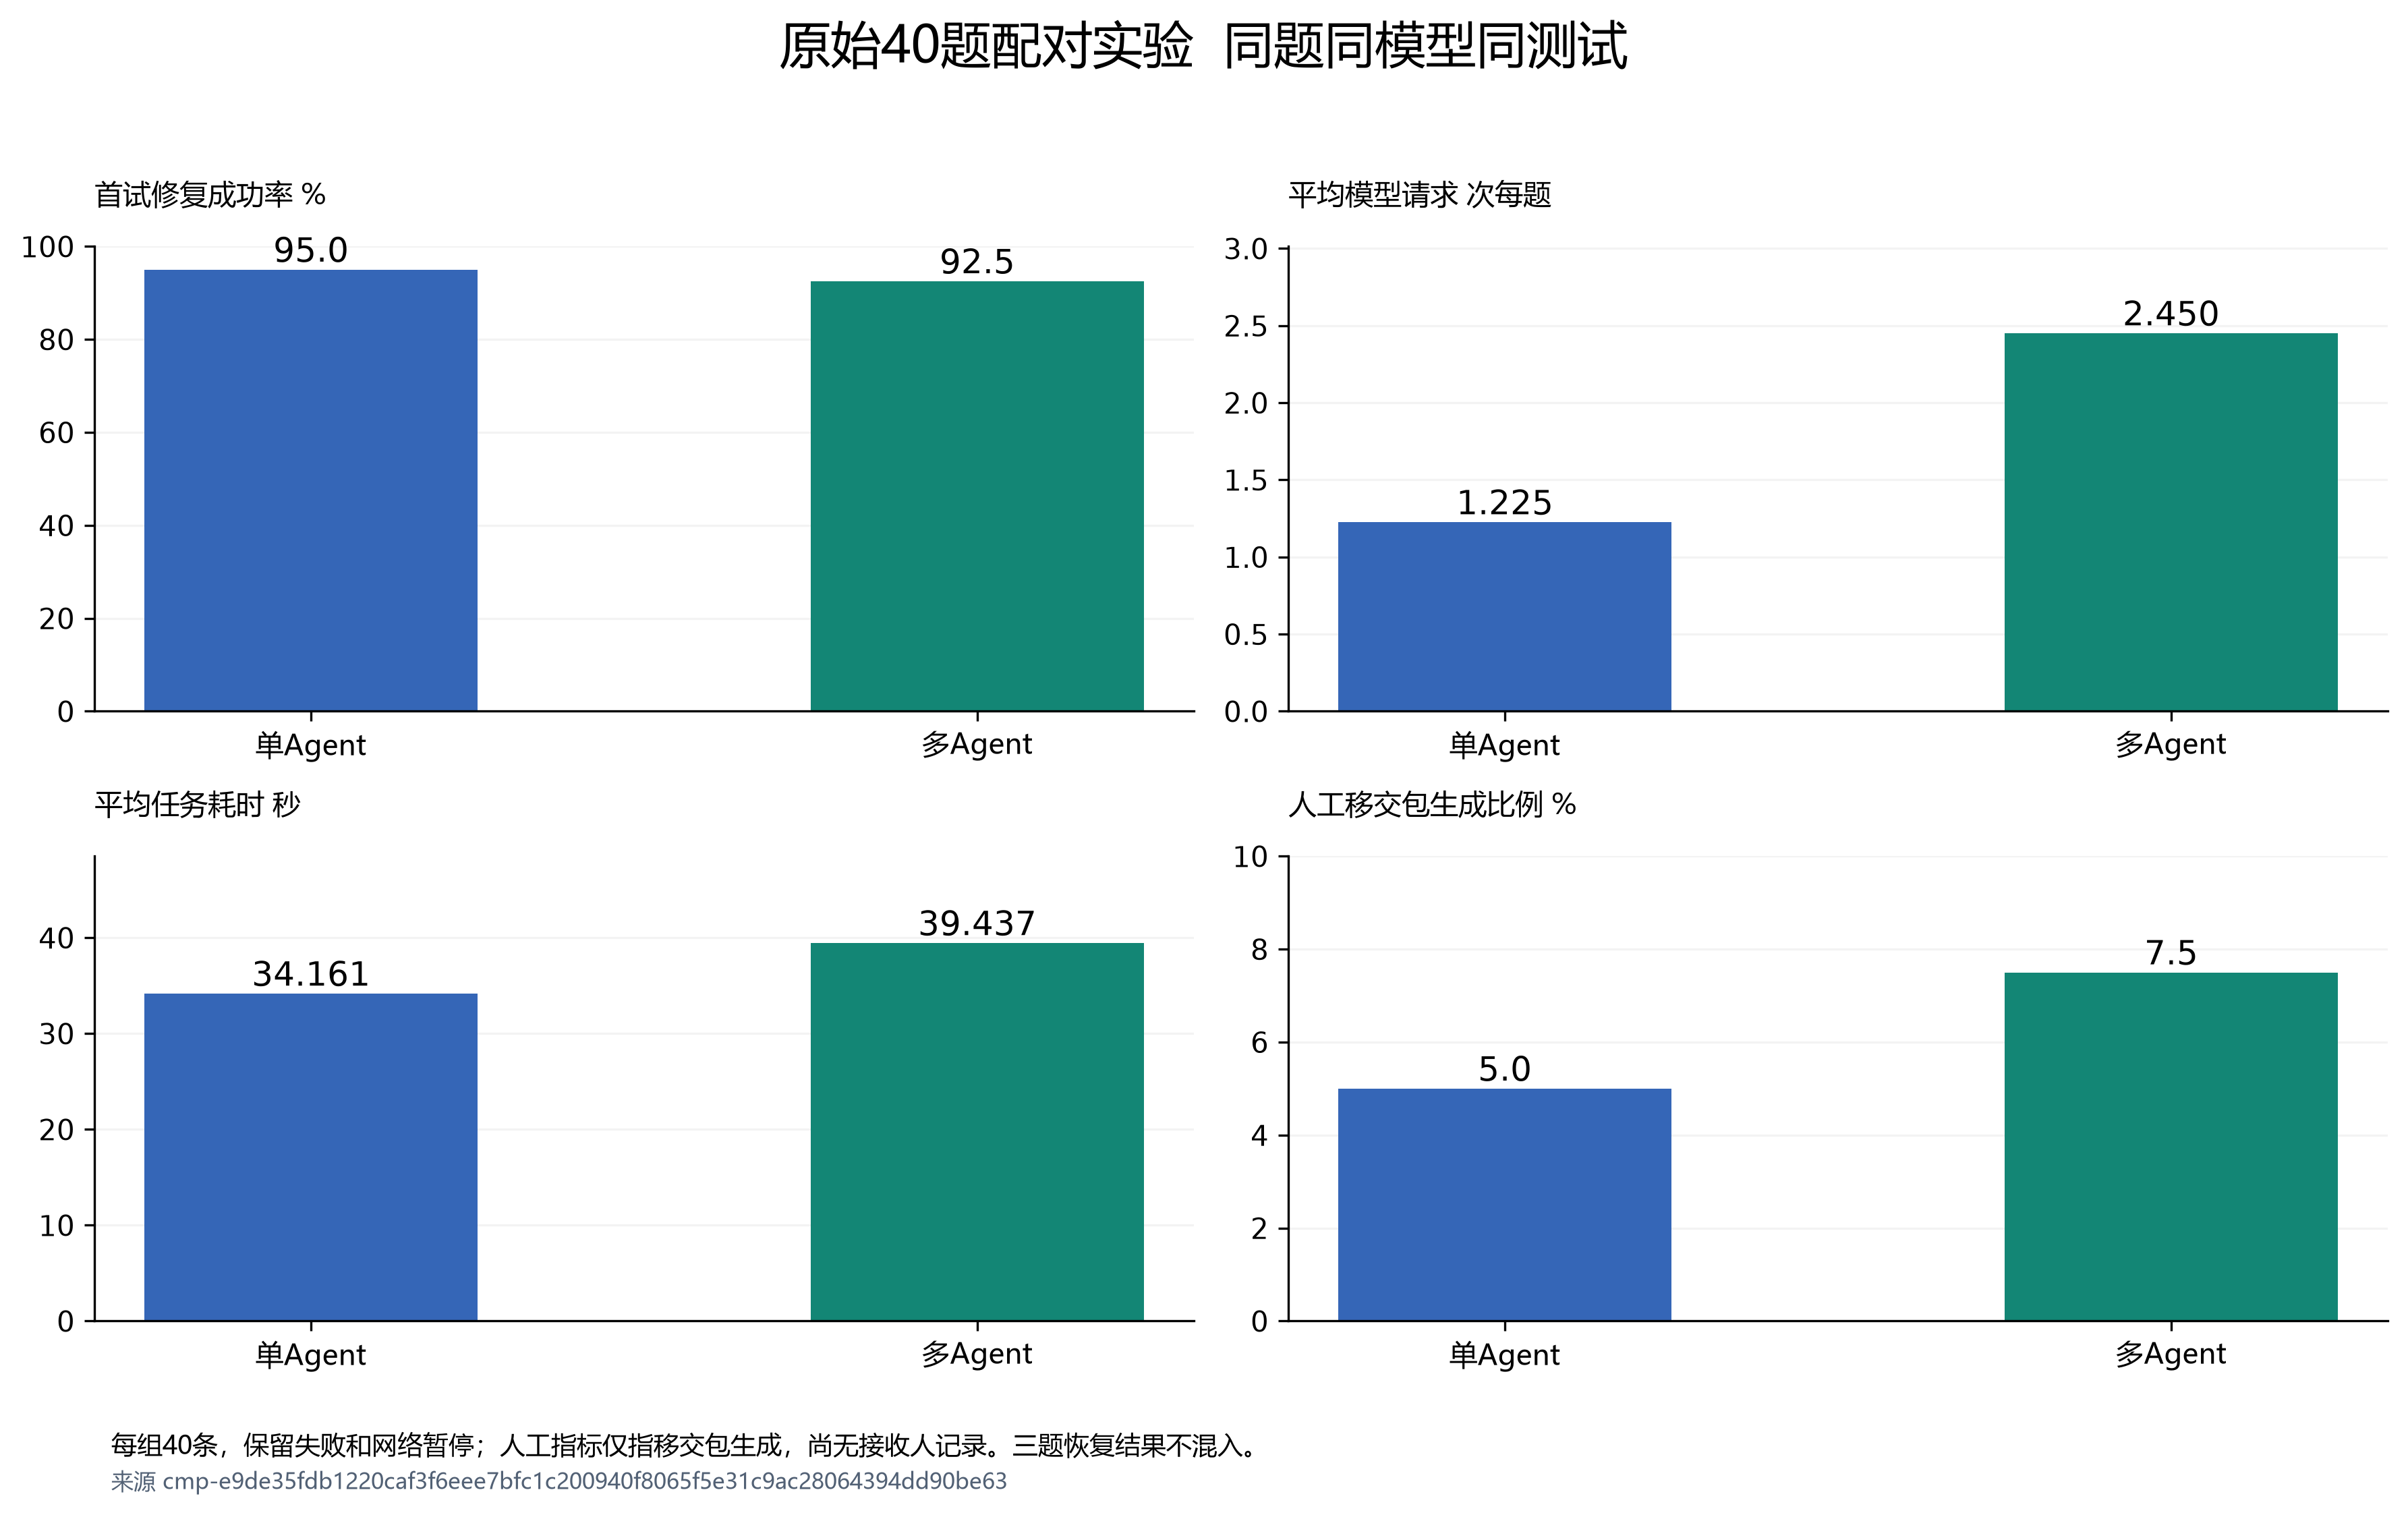 原始40题配对实验 同题同模型同测试
首试修复成功率 %
100
80
60
40
20
0
95.0
92.5
单Agent
多Agent
平均模型请求 次每题
3.0
2.5
2.0
1.5
1.0
0.5
0.0
1.225
2.450
单Agent
多Agent
平均任务耗时 秒
40
30
20
10
0
34.161
39.437
单Agent
多Agent
人工移交包生成比例 %
10
8
6
4
2
0
5.0
7.5
单Agent
多Agent
每组40条，保留失败和网络暂停；人工指标仅指移交包生成，尚无接收人记录。三题恢复结果不混入。
来源 cmp-e9de35fdb1220caf3f6eee7bfc1c200940f8065f5e31c9ac28064394dd90be63